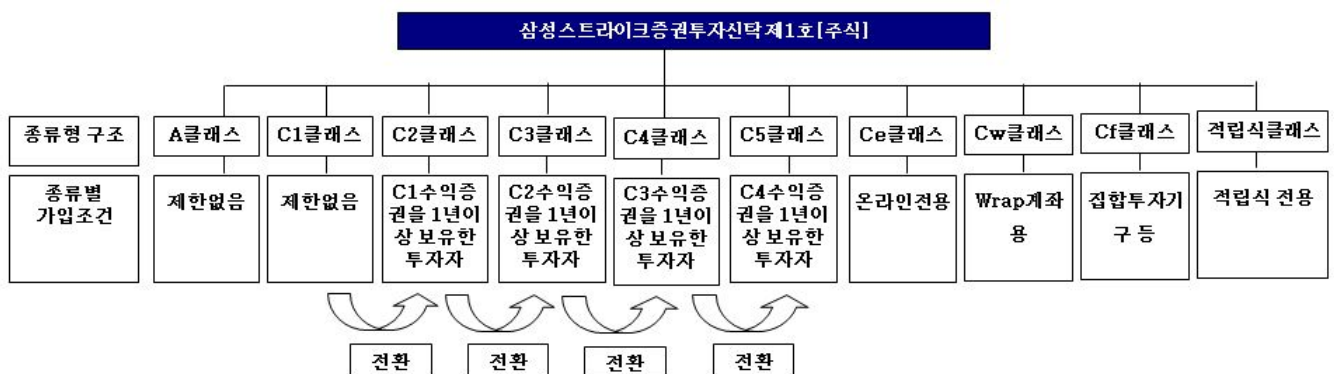 삼성스트라이크증권투자신탁제1호[주식]
종류형 구조
A클래스
C1클래스
C2클래스
C3클래스
C4클래스
C5클래스
Ce클래스
Cw클래스
Cf클래스
적립식클래스
종류별
가입조건
제한없음
제한없음
C1수익증
권을 1년이
상 보유한
투자자
C2수익증
권을 1년이
상 보유한
투자자
C3수익증
권을 1년이
상 보유한
투자자
C4수익증
권을 1년이
상 보유한
투자자
온라인전용
Wrap계좌
용
집합투자기
구 등
적립식 전용
전환
전환
전환
전환